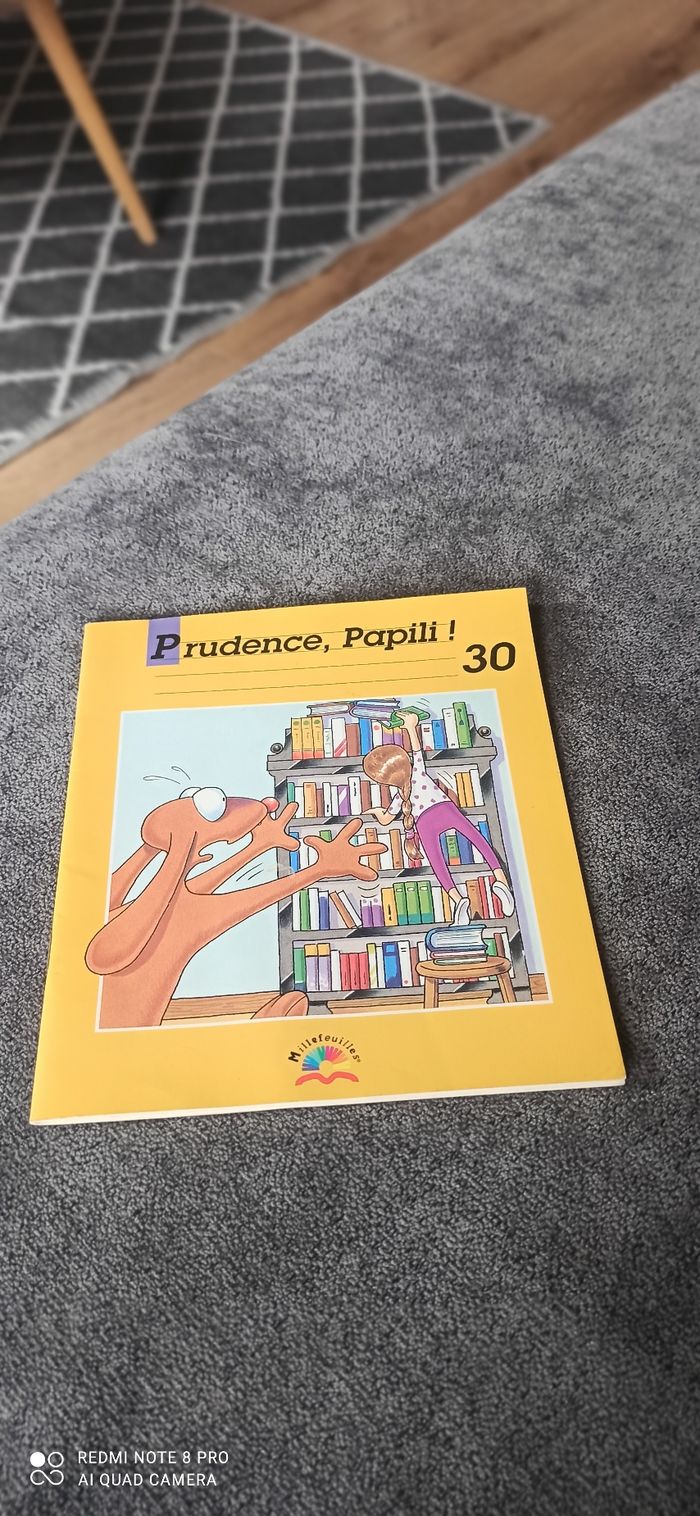 Prudence, Papili !
30
Millefeuilles
REDMI NOTE 8 PRO
AI QUAD CAMERA